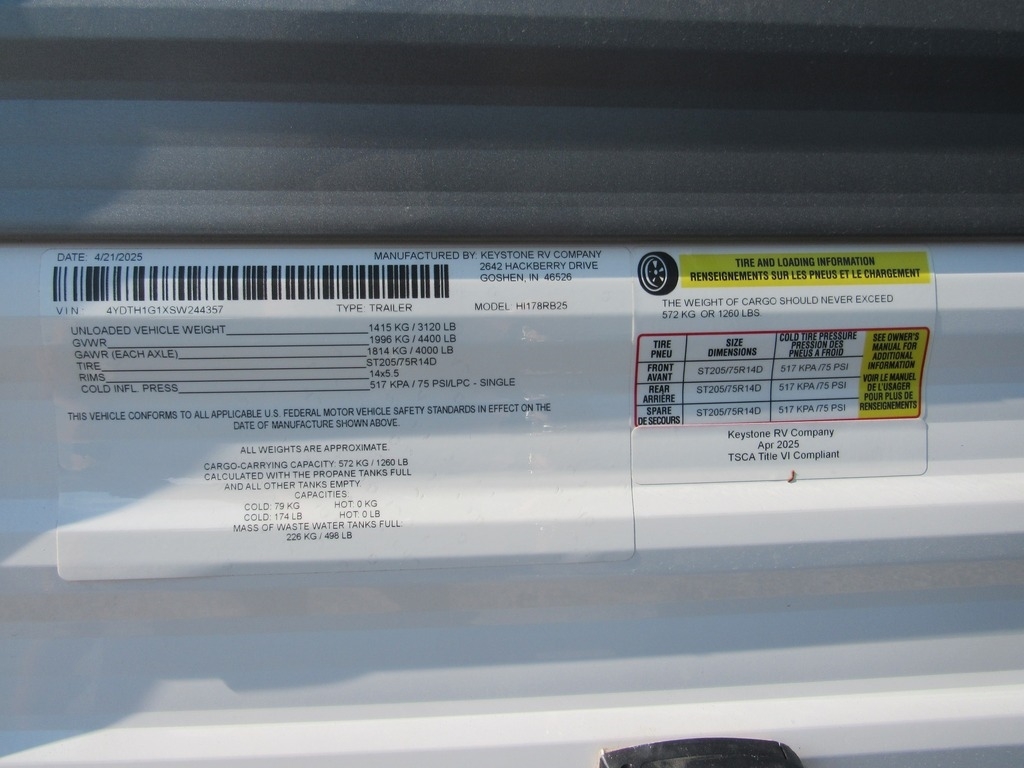 DATE: 4/21/2025
MANUFACTURED BY: KEYSTONE RV COMPANY
2642 HACKBERRY DRIVE
GOSHEN, IN 46526
VIN: 4YDTH1G1XSW244357
TYPE: TRAILER
MODEL: HI178RB25
UNLOADED VEHICLE WEIGHT 1415 KG / 3120 LB
GVWR 1996 KG / 4400 LB
GAWR (EACH AXLE) 1814 KG / 4000 LB
TIRE ST205/75R14D
RIMS 14x5.5
COLD INFL. PRESS 517 KPA / 75 PSI/LPC - SINGLE
THIS VEHICLE CONFORMS TO ALL APPLICABLE U.S. FEDERAL MOTOR VEHICLE SAFETY STANDARDS IN EFFECT ON THE
DATE OF MANUFACTURE SHOWN ABOVE.
ALL WEIGHTS ARE APPROXIMATE.
CARGO-CARRYING CAPACITY: 572 KG / 1260 LB
CALCULATED WITH THE PROPANE TANKS FULL
AND ALL OTHER TANKS EMPTY.
CAPACITIES:
COLD: 79 KG HOT: 0 KG
COLD: 174 LB HOT: 0 LB
MASS OF WASTE WATER TANKS FULL:
226 KG / 498 LB
TIRE AND LOADING INFORMATION
RENSEIGNEMENTS SUR LES PNEUS ET LE CHARGEMENT
THE WEIGHT OF CARGO SHOULD NEVER EXCEED
572 KG OR 1260 LBS.
TIRE
PNEU
SIZE
DIMENSIONS
COLD TIRE PRESSURE
PRESSION DES
PNEUS A FROID
FRONT
AVANT
ST205/75R14D
517 KPA /75 PSI
REAR
ARRIÈRE
ST205/75R14D
517 KPA /75 PSI
SPARE
DE SECOURS
ST205/75R14D
517 KPA /75 PSI
SEE OWNER'S
MANUAL FOR
ADDITIONAL
INFORMATION
VOIR LE MANUEL
DE L'USAGER
POUR PLUS DE
RENSEIGNEMENTS
Keystone RV Company
Apr 2025
TSCA Title VI Compliant